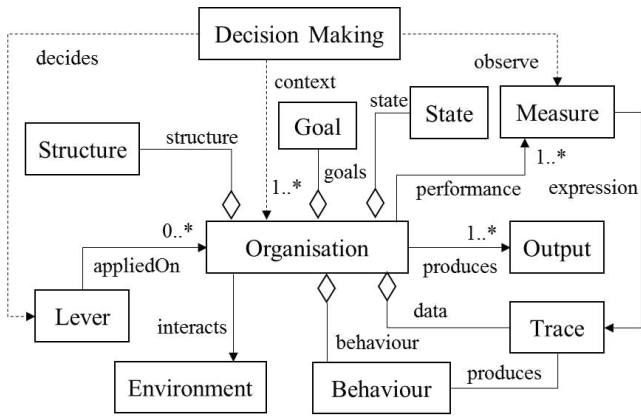 Decision Making
decides
context
observe
state
Goal
State
Measure
Structure
structure
goals
1..*
1..*
performance
expression
0..*
Organisation
1..*
Output
appliedOn
produces
Lever
interacts
data
Trace
behaviour
produces
Environment
Behaviour